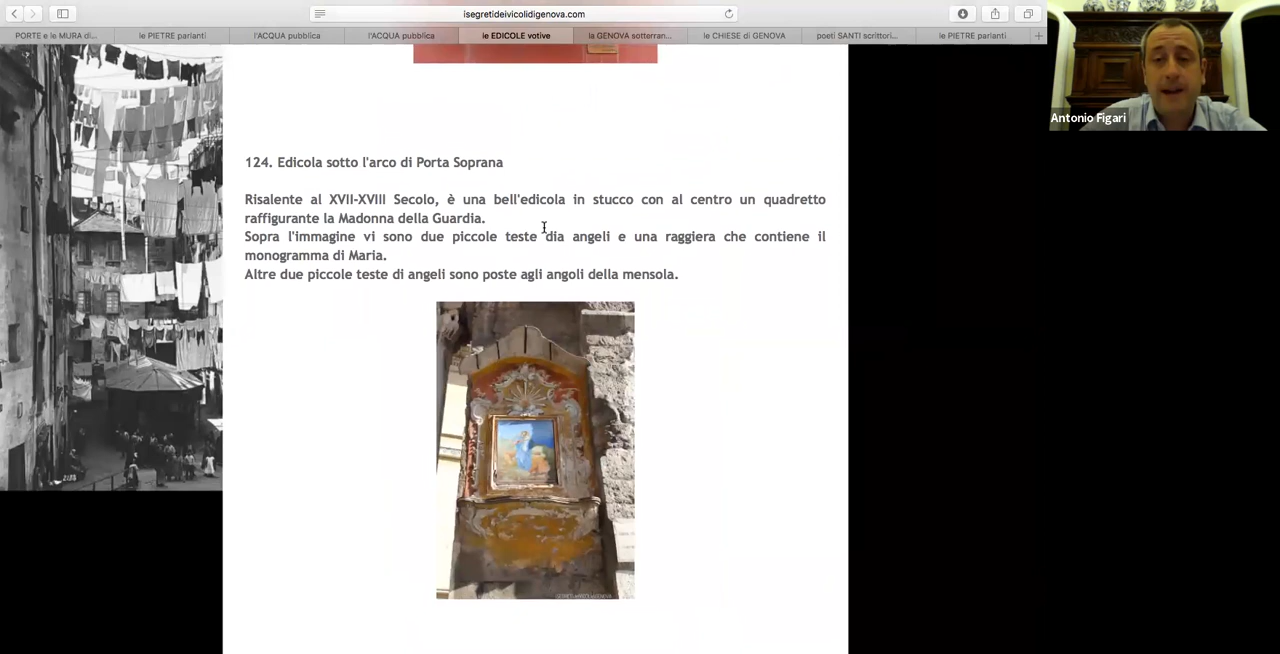 isegretideivicolidigenova.com
PORTE e le MURA di...
le PIETRE parlanti
l'ACQUA pubblica
l'ACQUA pubblica
le EDICOLE votive
la GENOVA sotterran...
le CHIESE di GENOVA
poeti SANTI scrittori...
le PIETRE parlanti
Antonio Figari
124. Edicola sotto l'arco di Porta Soprana
Risalente al XVII-XVIII Secolo, è una bell'edicola in stucco con al centro un quadretto
raffigurante la Madonna della Guardia.
Sopra l'immagine vi sono due piccole teste dia angeli e una raggiera che contiene il
monogramma di Maria.
Altre due piccole teste di angeli sono poste agli angoli della mensola.